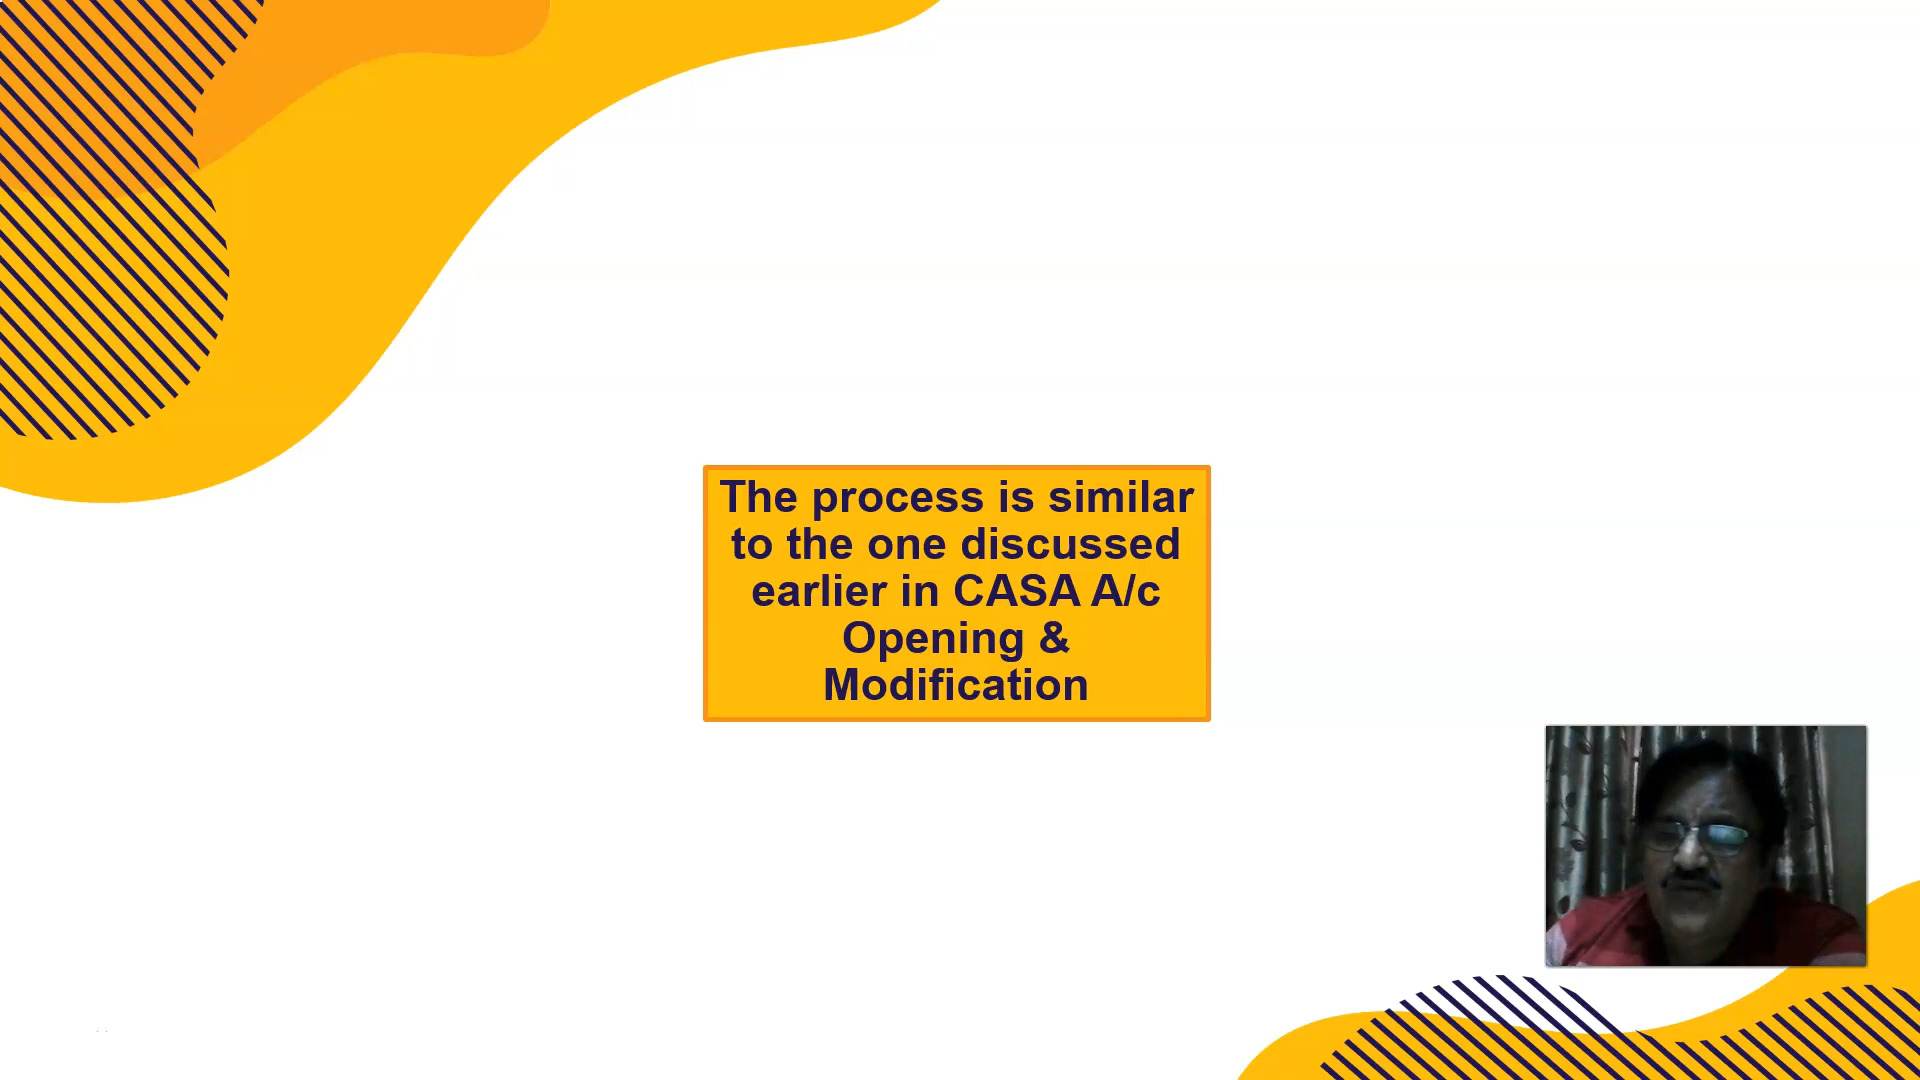 The process is similar
to the one discussed
earlier in CASA A/c
Opening &
Modification